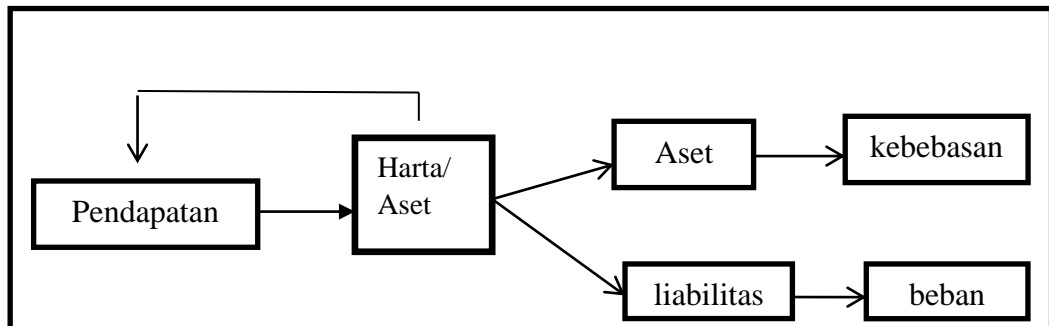 Pendapatan
Harta/
Aset
Aset
kebebasan
liabilitas
beban